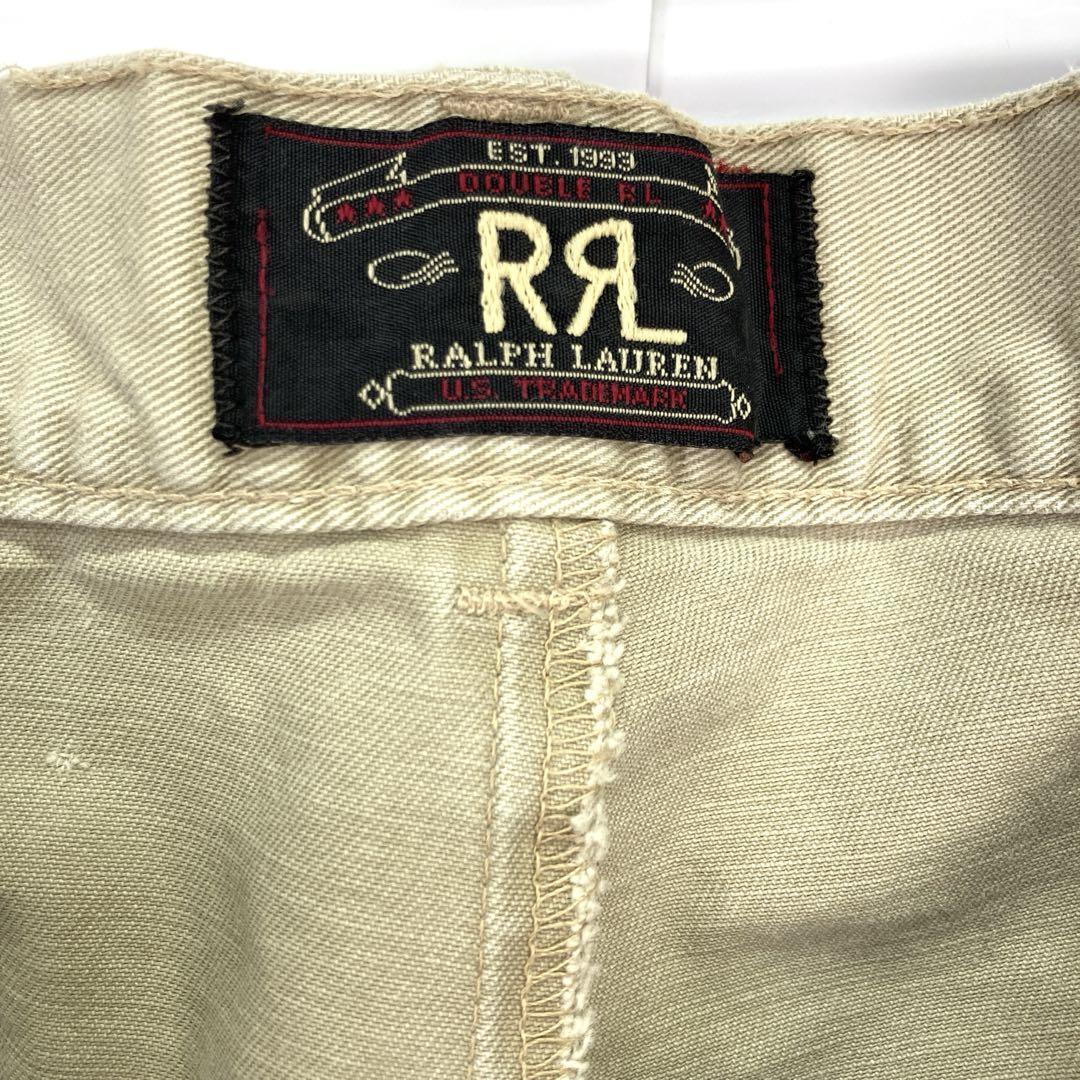 EST. 1993
DOUBLE RL
RRL
RALPH LAUREN
U.S. TRADEMARK